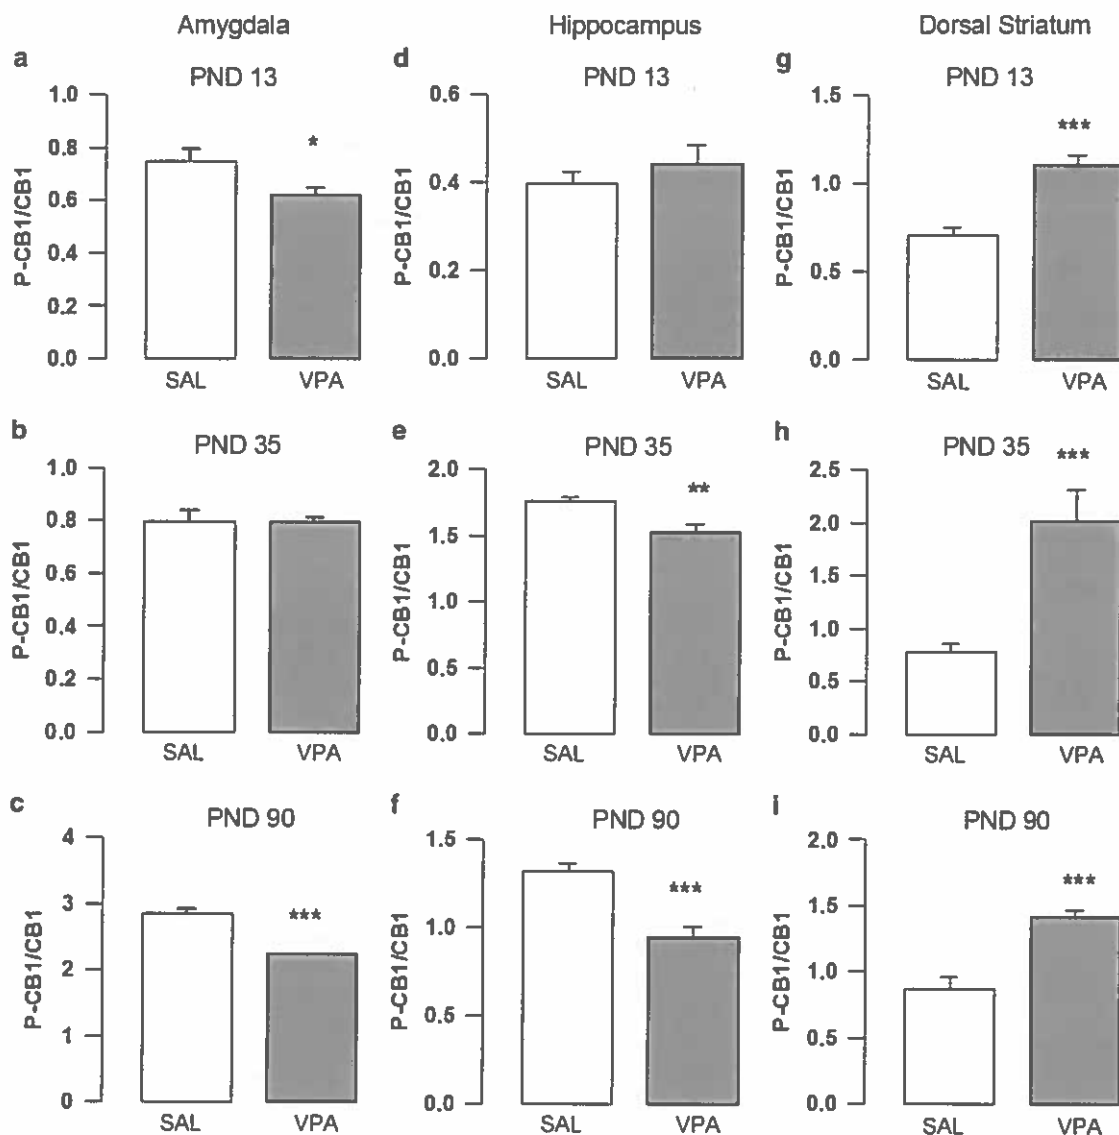 Amygdala
Hippocampus
Dorsal Striatum
a
PND 13
P-CB1/CB1
1.0
0.8
0.6
0.4
0.2
0.0
*
SAL
VPA
d
PND 13
P-CB1/CB1
0.6
0.4
0.2
0.0
SAL
VPA
g
PND 13
P-CB1/CB1
1.5
1.0
0.5
0.0
***
SAL
VPA
b
PND 35
P-CB1/CB1
1.0
0.8
0.6
0.4
0.2
0.0
SAL
VPA
e
PND 35
P-CB1/CB1
2.0
1.5
1.0
0.5
0.0
**
SAL
VPA
h
PND 35
P-CB1/CB1
2.5
2.0
1.5
1.0
0.5
0.0
***
SAL
VPA
c
PND 90
P-CB1/CB1
4
3
2
1
0
***
SAL
VPA
f
PND 90
P-CB1/CB1
1.5
1.0
0.5
0.0
***
SAL
VPA
i
PND 90
P-CB1/CB1
2.0
1.5
1.0
0.5
0.0
***
SAL
VPA